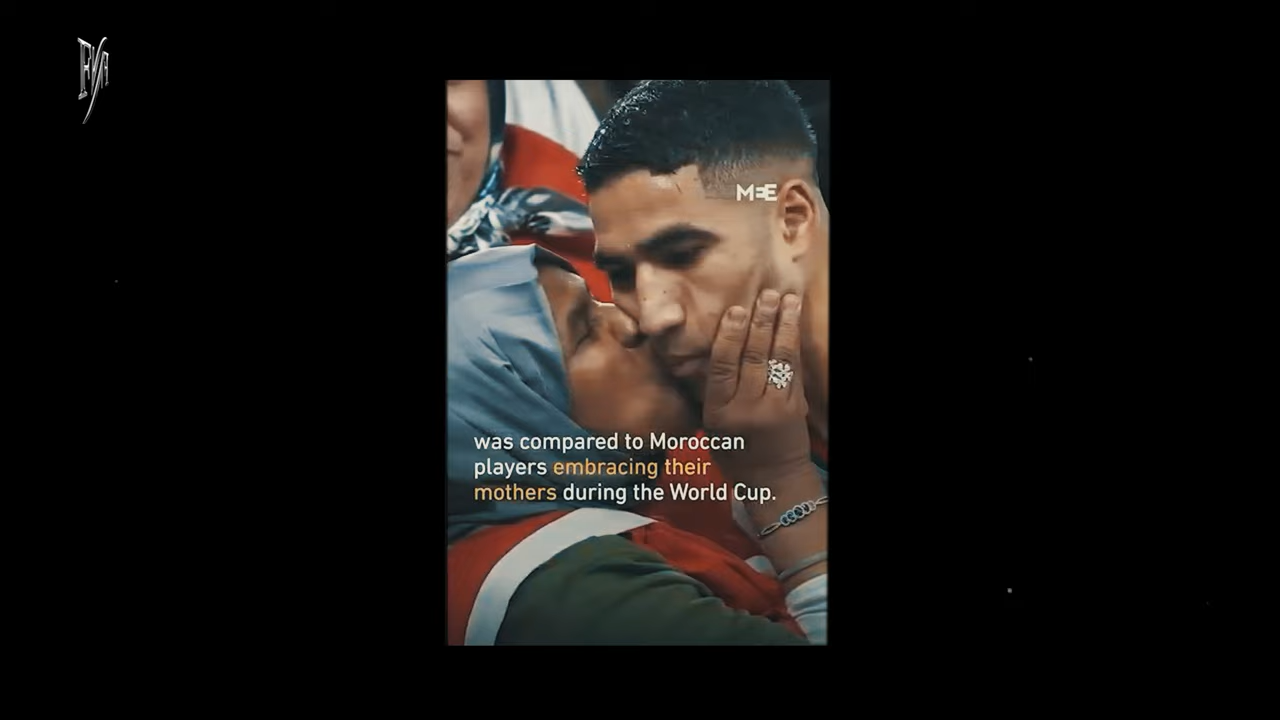 MEE
was compared to Moroccan
players embracing their
mothers during the World Cup.